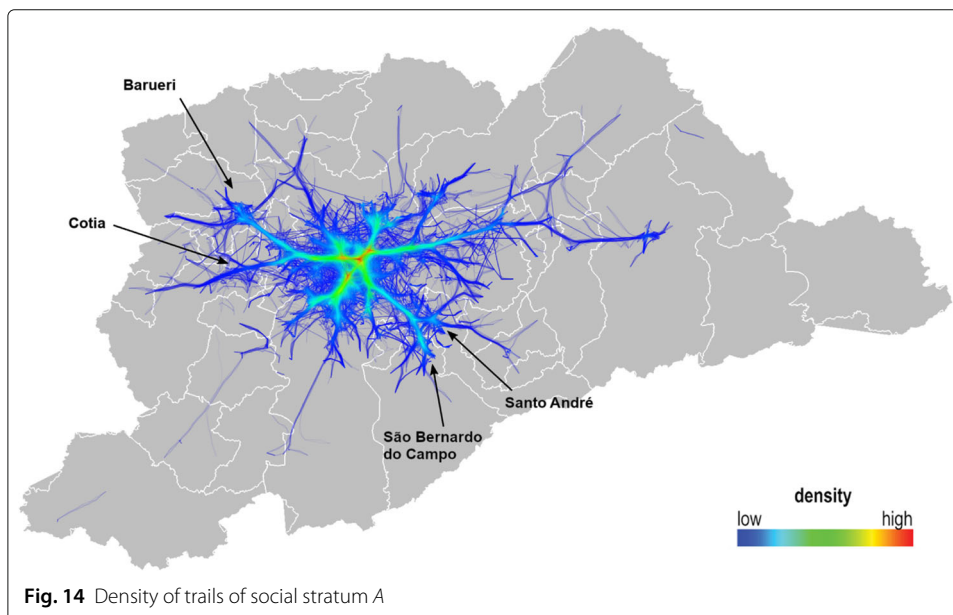 Barueri
Cotia
Santo André
São Bernardo
do Campo
density
low high
Fig. 14 Density of trails of social stratum A